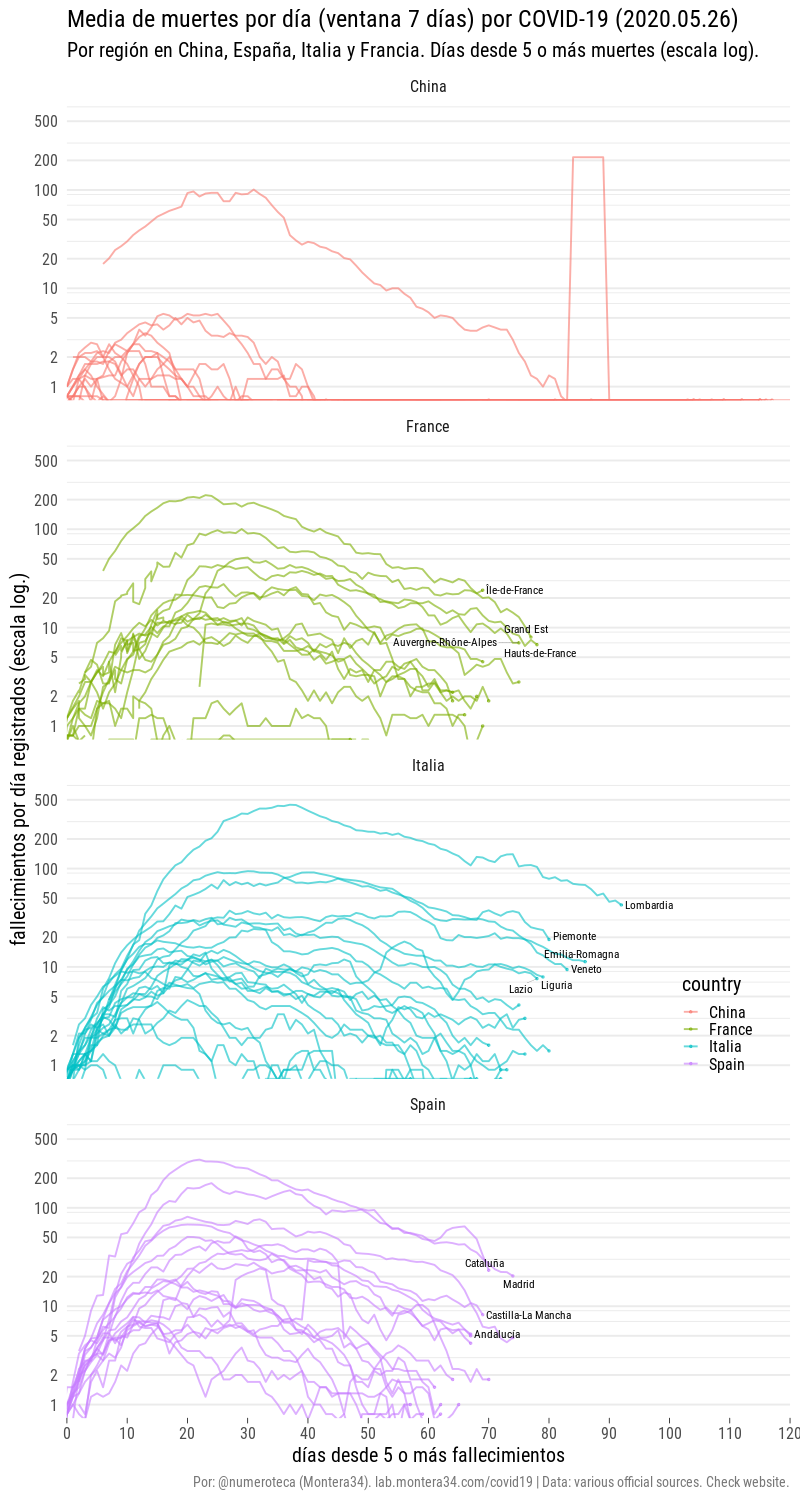 Media de muertes por día (ventana 7 días) por COVID-19 (2020.05.26)
Por región en China, España, Italia y Francia. Días desde 5 o más muertes (escala log).
fallecimientos por día registrados (escala log.)
China
500
200
100
50
20
10
5
2
1
France
500
200
100
50
20
10
5
2
1
Île-de-France
Grand Est
Auvergne-Rhône-Alpes
Hauts-de-France
Italia
500
200
100
50
20
10
5
2
1
Lombardia
Piemonte
Emilia-Romagna
Veneto
Liguria
Lazio
country
China
France
Italia
Spain
Spain
500
200
100
50
20
10
5
2
1
Cataluña
Madrid
Castilla-La Mancha
Andalucía
0 10 20 30 40 50 60 70 80 90 100 110 120
días desde 5 o más fallecimientos
Por: @numeroteca (Montera34). lab.montera34.com/covid19 | Data: various official sources. Check website.